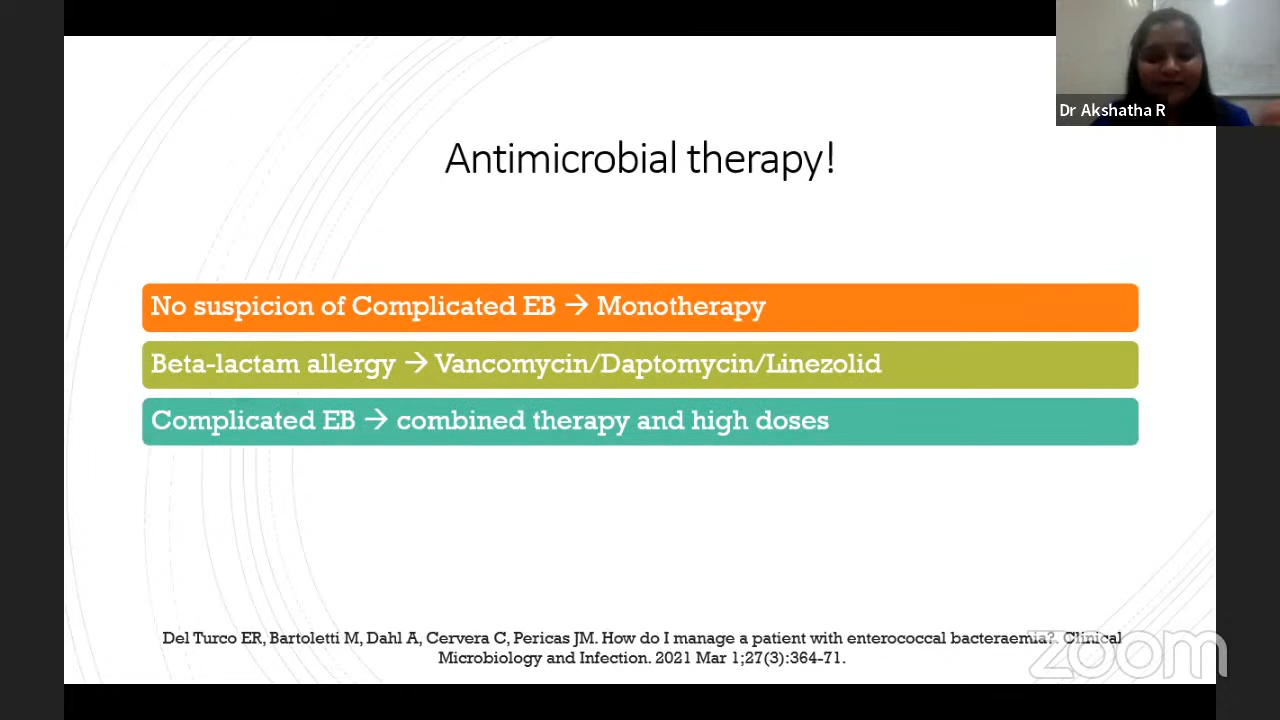 Dr Akshatha R
Antimicrobial therapy!
No suspicion of Complicated EB → Monotherapy
Beta-lactam allergy → Vancomycin/Daptomycin/Linezolid
Complicated EB → combined therapy and high doses
Del Turco ER, Bartoletti M, Dahl A, Cervera C, Pericas JM. How do I manage a patient with enterococcal bacteraemia?. Clinical
Microbiology and Infection. 2021 Mar 1;27(3):364-71.
zoom